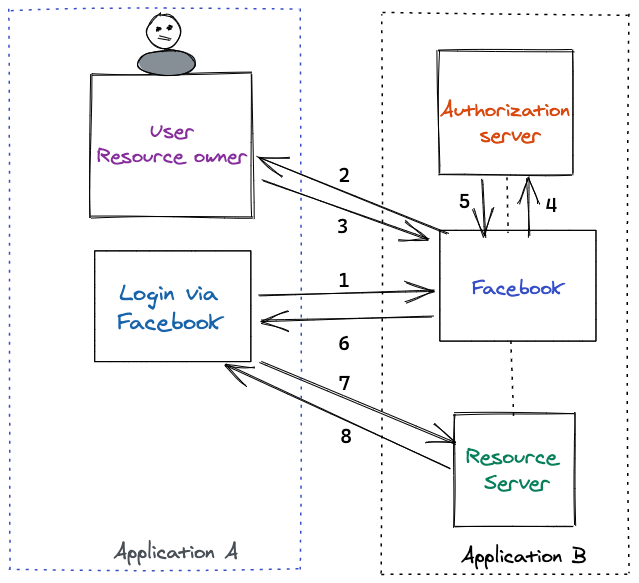 User
Resource owner
Authorization
server
2
5
4
3
1
Login via
Facebook
Facebook
6
7
8
Resource
Server
Application A
Application B